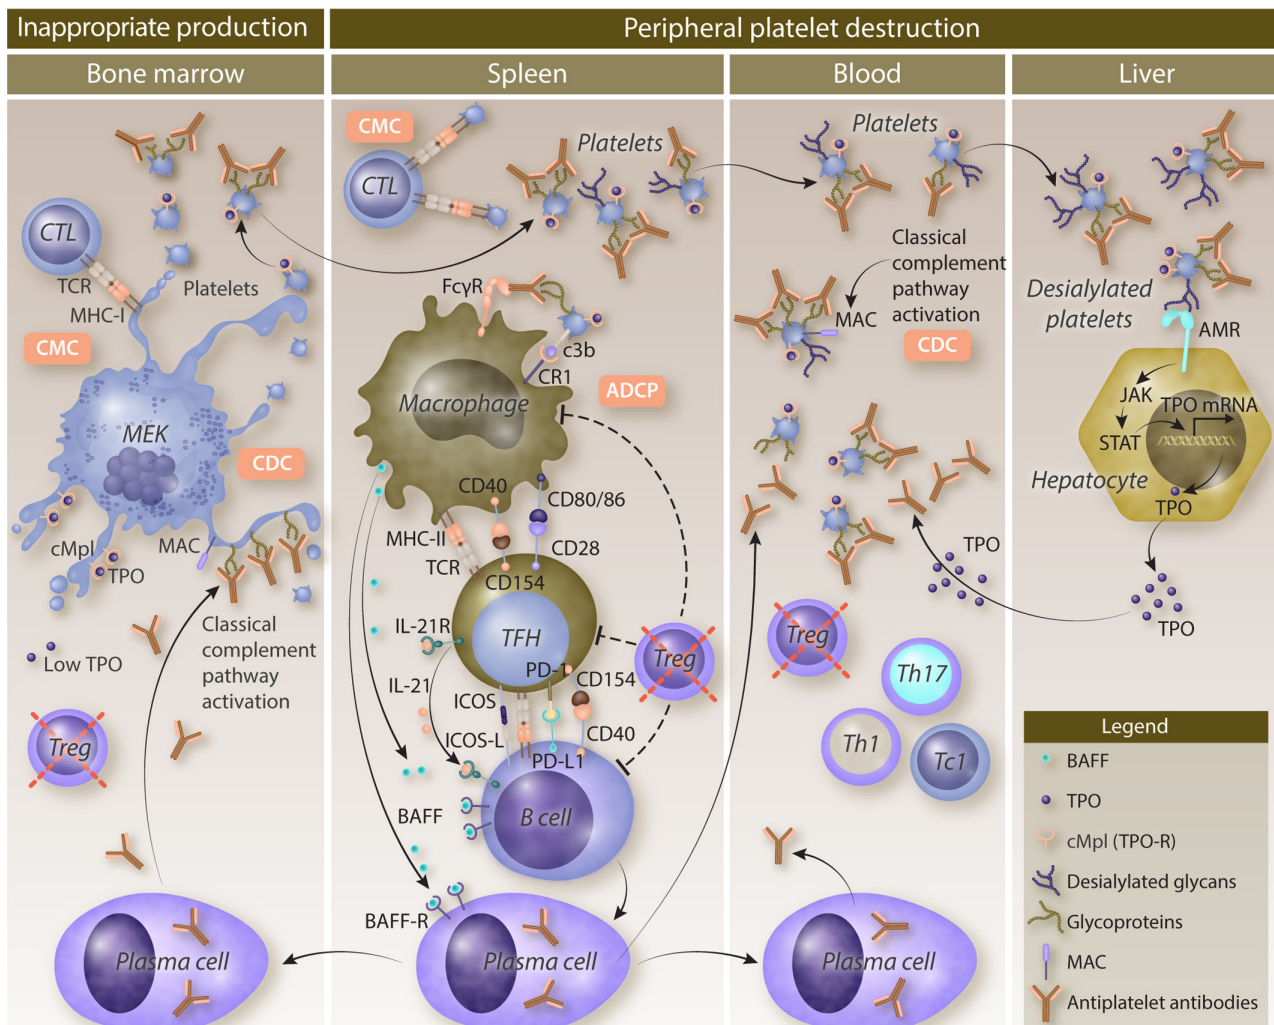 Inappropriate production
Peripheral platelet destruction
Bone marrow
Spleen
Blood
Liver
CTL
TCR
MHC-I
Platelets
CMC
MEK
CDC
cMpl
TPO
MAC
Classical
complement
pathway
activation
Low TPO
Treg
Plasma cell
CMC
CTL
Platelets
FcγR
c3b
CR1
Macrophage
ADCP
CD40
CD80/86
MHC-II
CD28
TCR
CD154
IL-21R
TFH
Treg
PD-1
CD154
IL-21
ICOS
ICOS-L
CD40
PD-L1
BAFF
B cell
BAFF-R
Plasma cell
Platelets
Classical
complement
pathway
activation
MAC
CDC
TPO
Treg
Th17
Th1
Tc1
Plasma cell
Desialylated
platelets
AMR
JAK
TPO mRNA
STAT
Hepatocyte
TPO
TPO
Legend
BAFF
TPO
cMpl (TPO-R)
Desialylated glycans
Glycoproteins
MAC
Antiplatelet antibodies